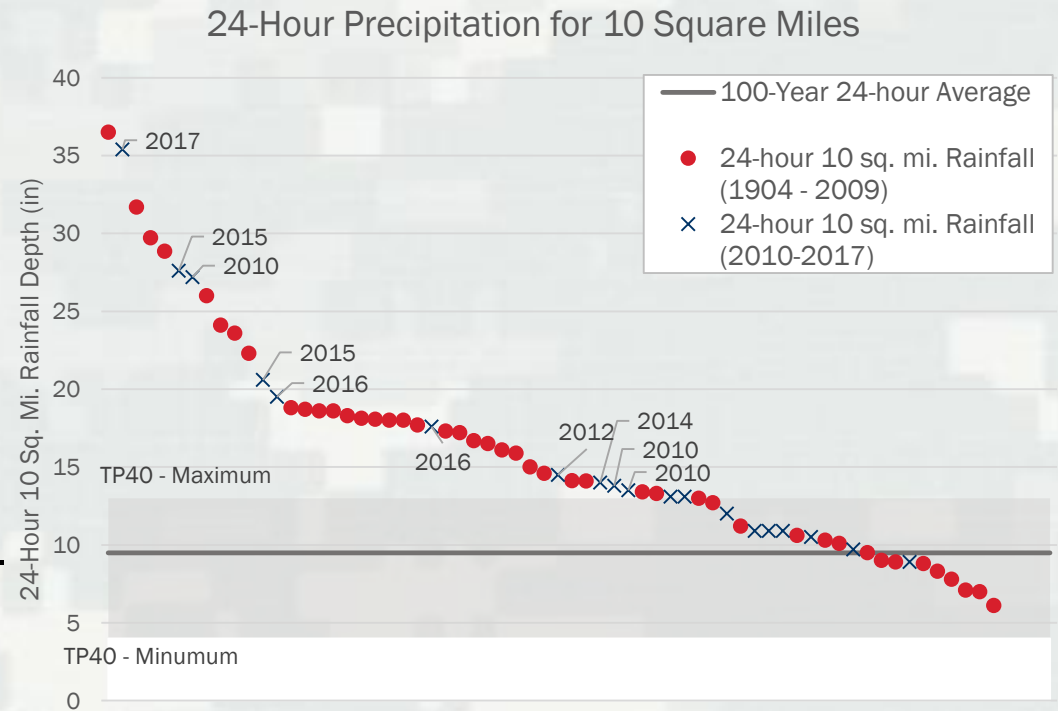 24-Hour Precipitation for 10 Square Miles
24-Hour 10 Sq. Mi. Rainfall Depth (in)
40
35
30
25
20
15
10
5
0
100-Year 24-hour Average
24-hour 10 sq. mi. Rainfall
(1904 - 2009)
24-hour 10 sq. mi. Rainfall
(2010-2017)
2017
2015
2010
2015
2016
2016
2012
2014
2010
2010
TP40 - Maximum
TP40 - Minumum